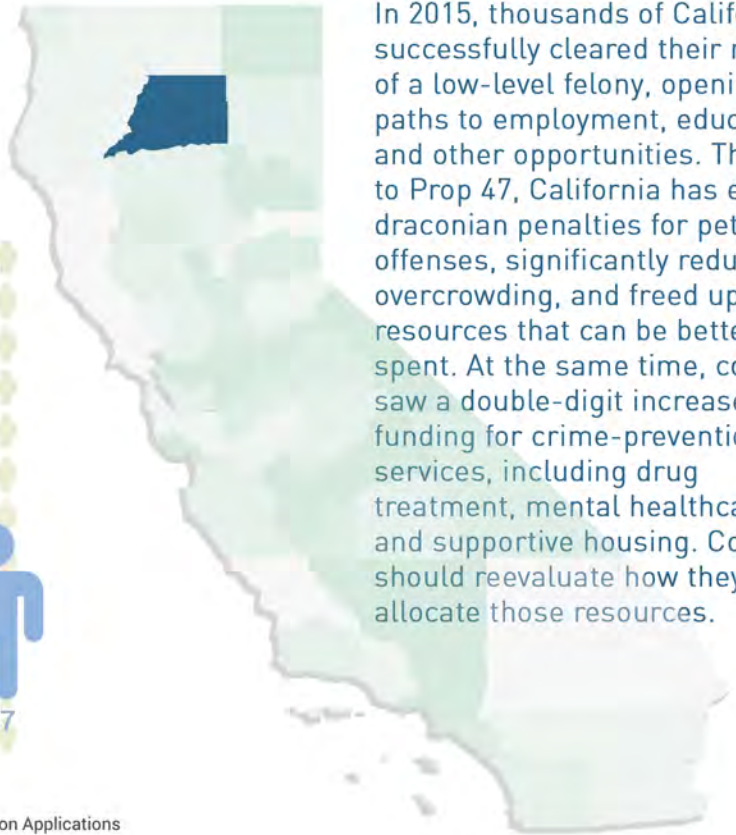 In 2015, thousands of Calif
successfully cleared their r
of a low-level felony, openi
paths to employment, educ
and other opportunities. Th
to Prop 47, California has e
draconian penalties for pet
offenses, significantly redu
overcrowding, and freed up
resources that can be bette
spent. At the same time, co
saw a double-digit increase
funding for crime-preventi
services, including drug
treatment, mental healthca
and supportive housing. Co
should reevaluate how they
allocate those resources.
7
on Applications